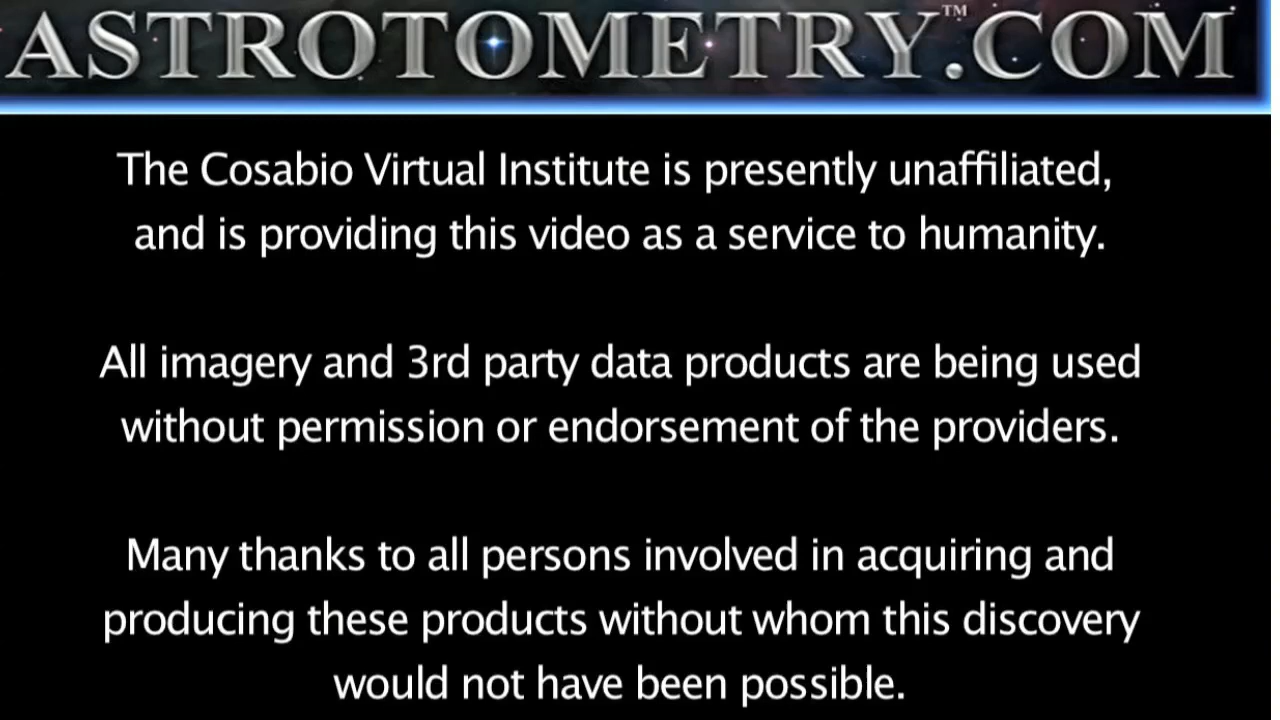 ASTROTOMETRY.COM™
The Cosabio Virtual Institute is presently unaffiliated,
and is providing this video as a service to humanity.
All imagery and 3rd party data products are being used
without permission or endorsement of the providers.
Many thanks to all persons involved in acquiring and
producing these products without whom this discovery
would not have been possible.